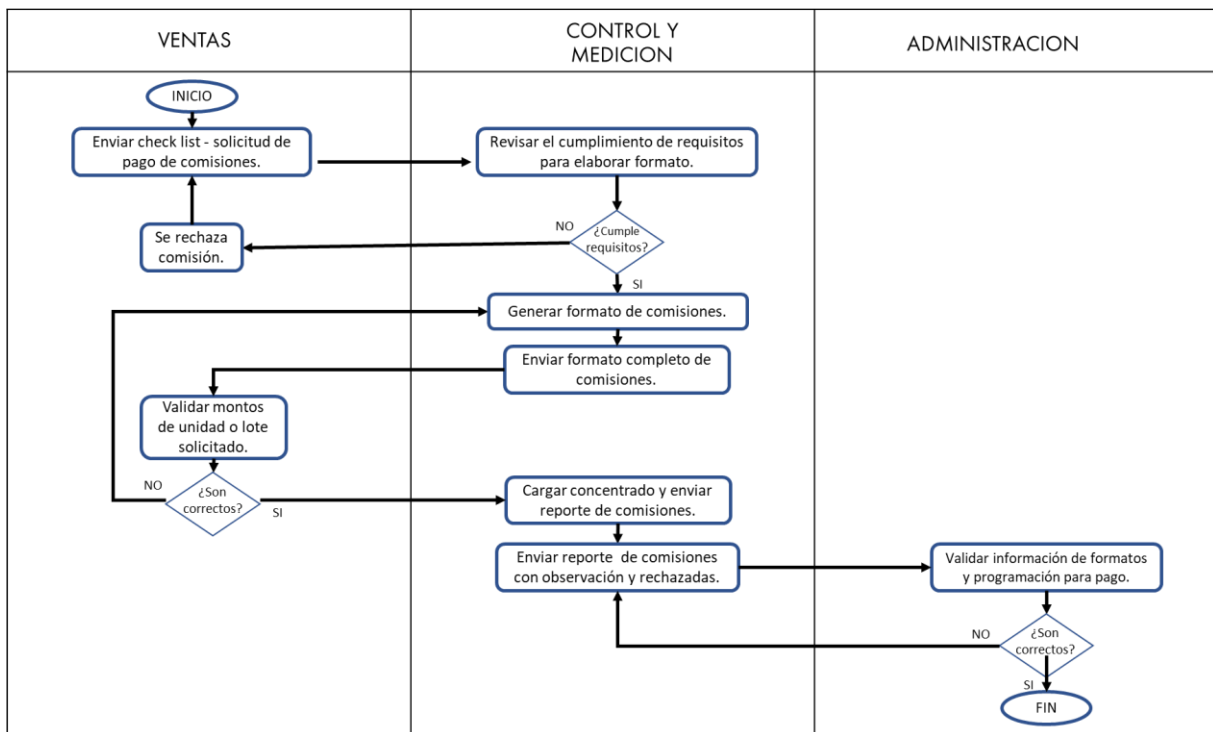 VENTAS
CONTROL Y
MEDICION
ADMINISTRACION
INICIO
Enviar check list - solicitud de
pago de comisiones.
Revisar el cumplimiento de requisitos
para elaborar formato.
Se rechaza
comisión.
NO
¿Cumple
requisitos?
SI
Generar formato de comisiones.
Enviar formato completo de
comisiones.
Validar montos
de unidad o lote
solicitado.
NO
¿Son
correctos?
SI
Cargar concentrado y enviar
reporte de comisiones.
Enviar reporte de comisiones
con observación y rechazadas.
Validar información de formatos
y programación para pago.
NO
¿Son
correctos?
SI
FIN